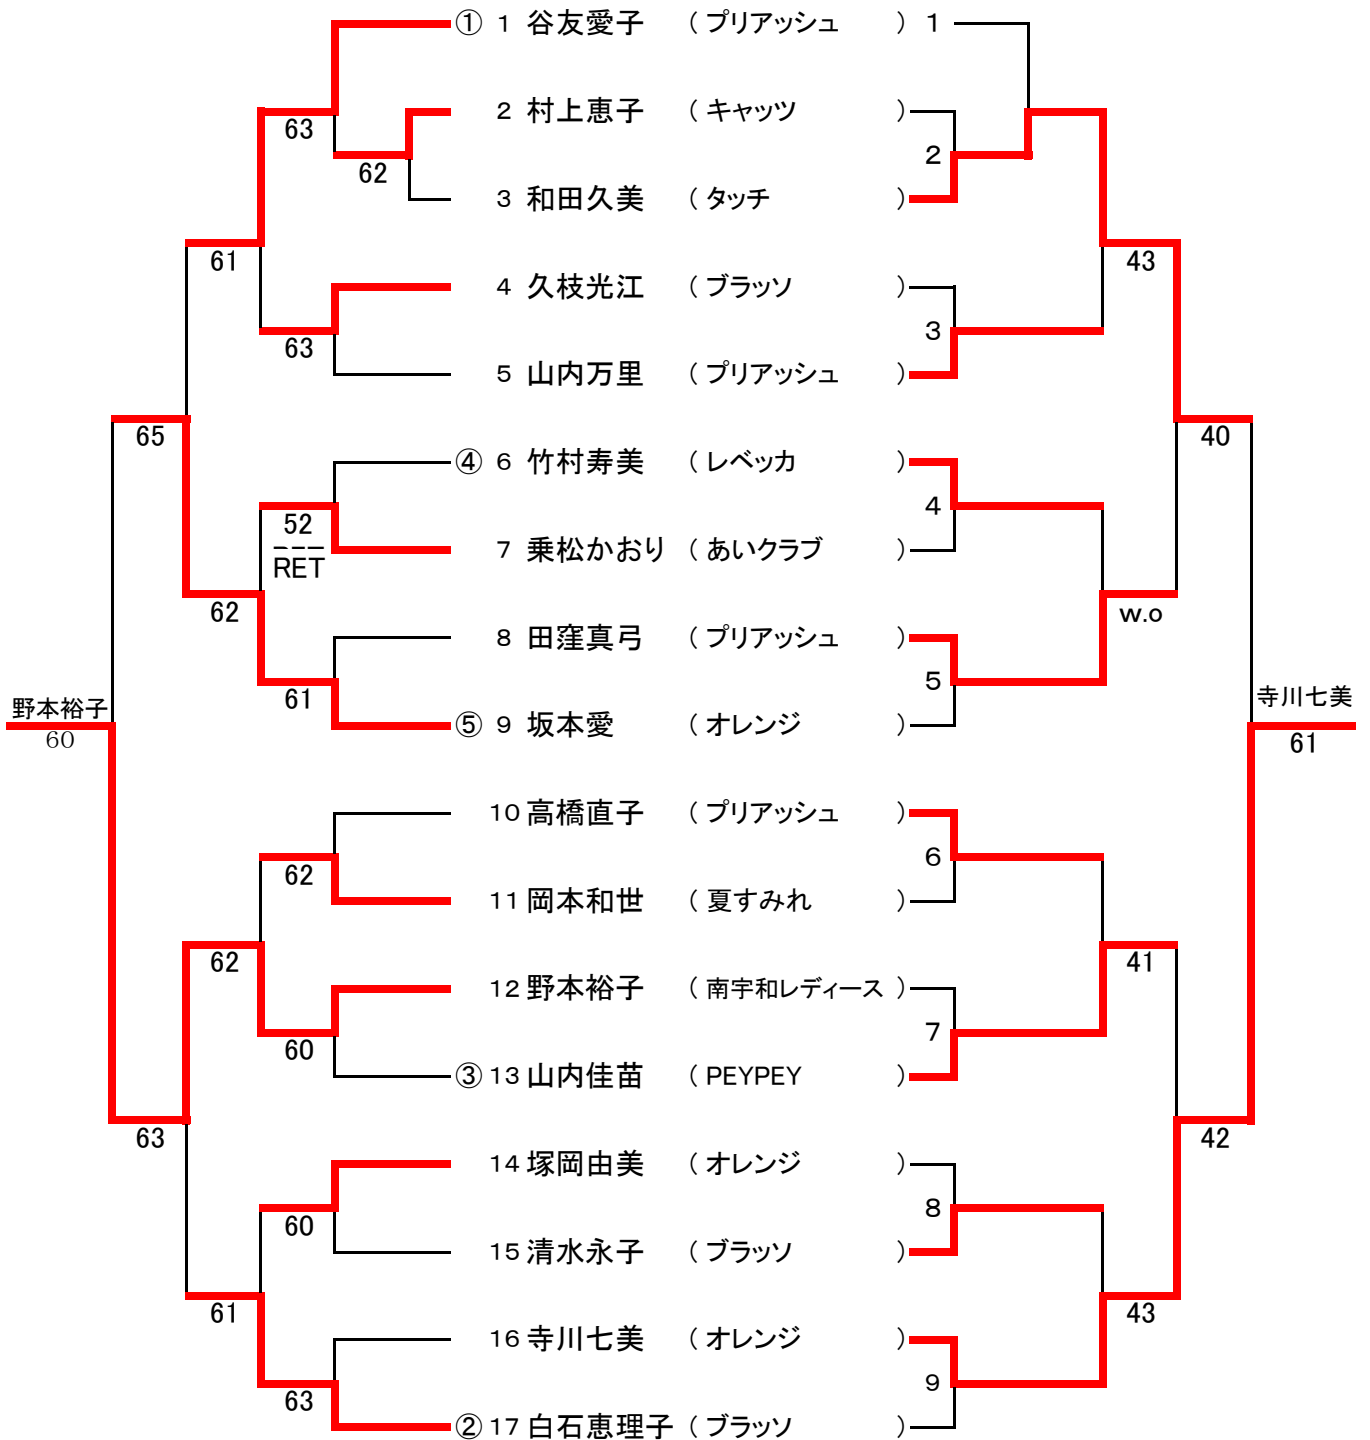 ① 1 谷友愛子 ( プリアッシュ ) 1
63
2 村上恵子 ( キャッツ )
62
2
3 和田久美 ( タッチ )
61
43
4 久枝光江 ( ブラッソ )
63
3
5 山内万里 ( プリアッシュ )
65
40
④ 6 竹村寿美 ( レベッカ )
52
4
RET
7 乗松かおり ( あいクラブ )
62
w.o
8 田窪真弓 ( プリアッシュ )
61
5
野本裕子
寺川七美
⑤ 9 坂本愛 ( オレンジ )
60
61
10 高橋直子 ( プリアッシュ )
62
6
11 岡本和世 ( 夏すみれ )
62
41
12 野本裕子 ( 南宇和レディース )
60
7
③ 13 山内佳苗 ( PEYPEY )
63
42
14 塚岡由美 ( オレンジ )
60
8
15 清水永子 ( ブラッソ )
61
43
16 寺川七美 ( オレンジ )
63
9
② 17 白石恵理子 ( ブラッソ )